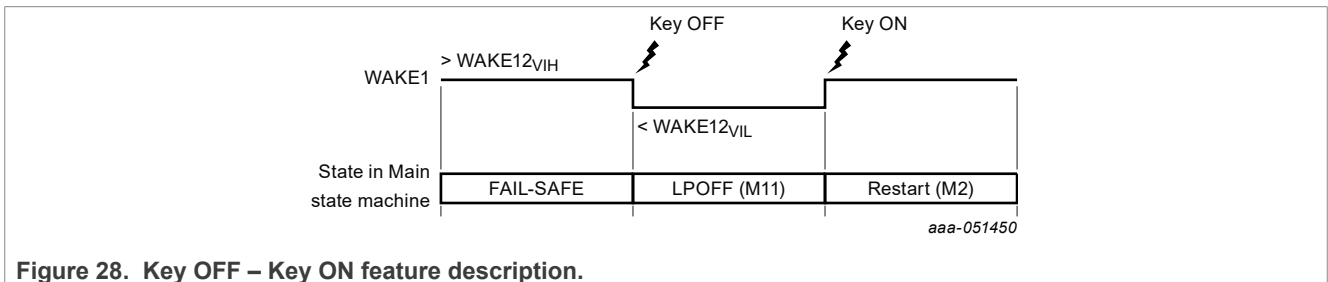 Key OFF
Key ON
> WAKE12VIH
WAKE1
< WAKE12VIL
State in Main
state machine
FAIL-SAFE
LPOFF (M11)
Restart (M2)
aaa-051450
Figure 28. Key OFF – Key ON feature description.